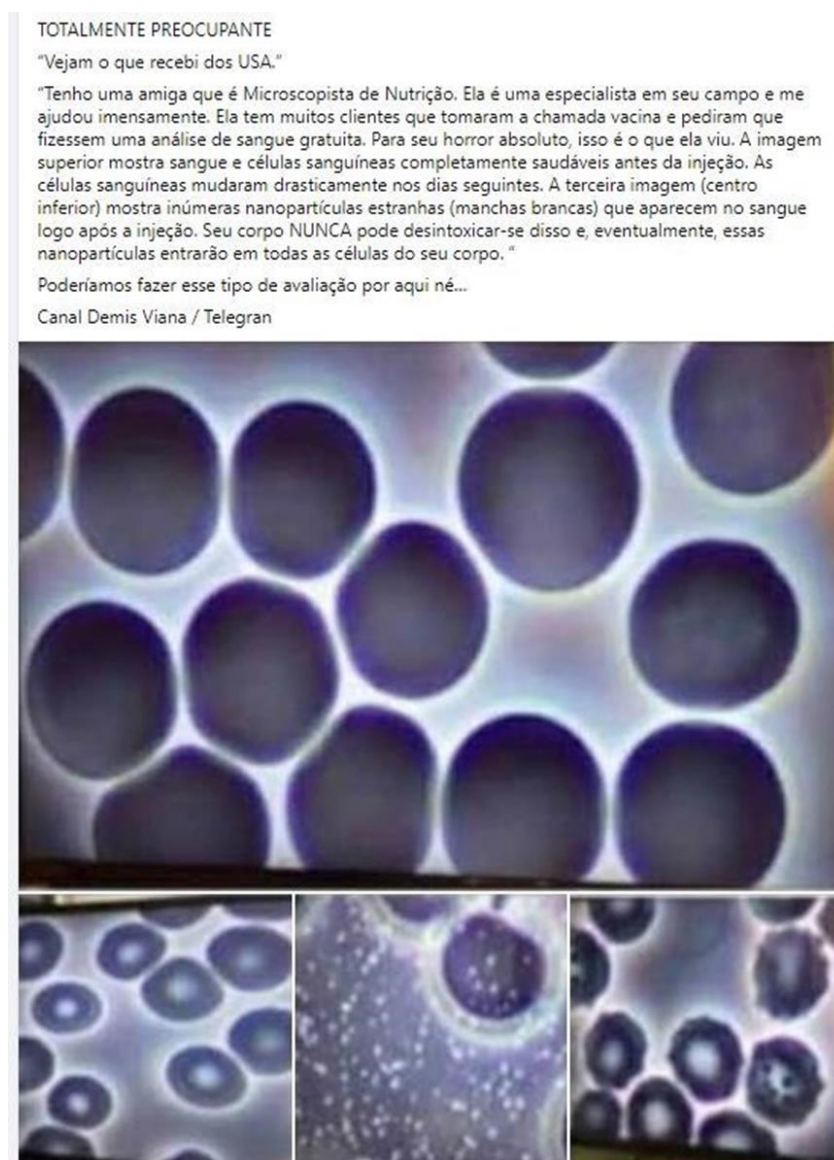 TOTALMENTE PREOCUPANTE
"Vejam o que recebi dos USA."
"Tenho uma amiga que é Microscopista de Nutrição. Ela é uma especialista em seu campo e me
ajudou imensamente. Ela tem muitos clientes que tomaram a chamada vacina e pediram que
fizessem uma análise de sangue gratuita. Para seu horror absoluto, isso é o que ela viu. A imagem
superior mostra sangue e células sanguíneas completamente saudáveis antes da injeção. As
células sanguíneas mudaram drasticamente nos dias seguintes. A terceira imagem (centro
inferior) mostra inúmeras nanopartículas estranhas (manchas brancas) que aparecem no sangue
logo após a injeção. Seu corpo NUNCA pode desintoxicar-se disso e, eventualmente, essas
nanopartículas entrarão em todas as células do seu corpo. "
Poderíamos fazer esse tipo de avaliação por aqui né...
Canal Demis Viana / Telegran